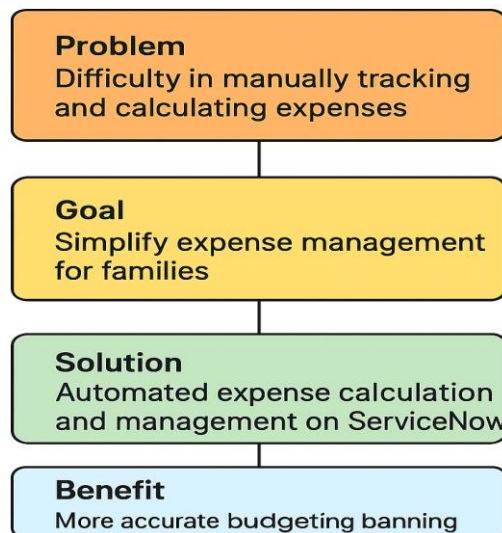 Problem
Difficulty in manually tracking
and calculating expenses
Goal
Simplify expense management
for families
Solution
Automated expense calculation
and management on ServiceNow
Benefit
More accurate budgeting banning